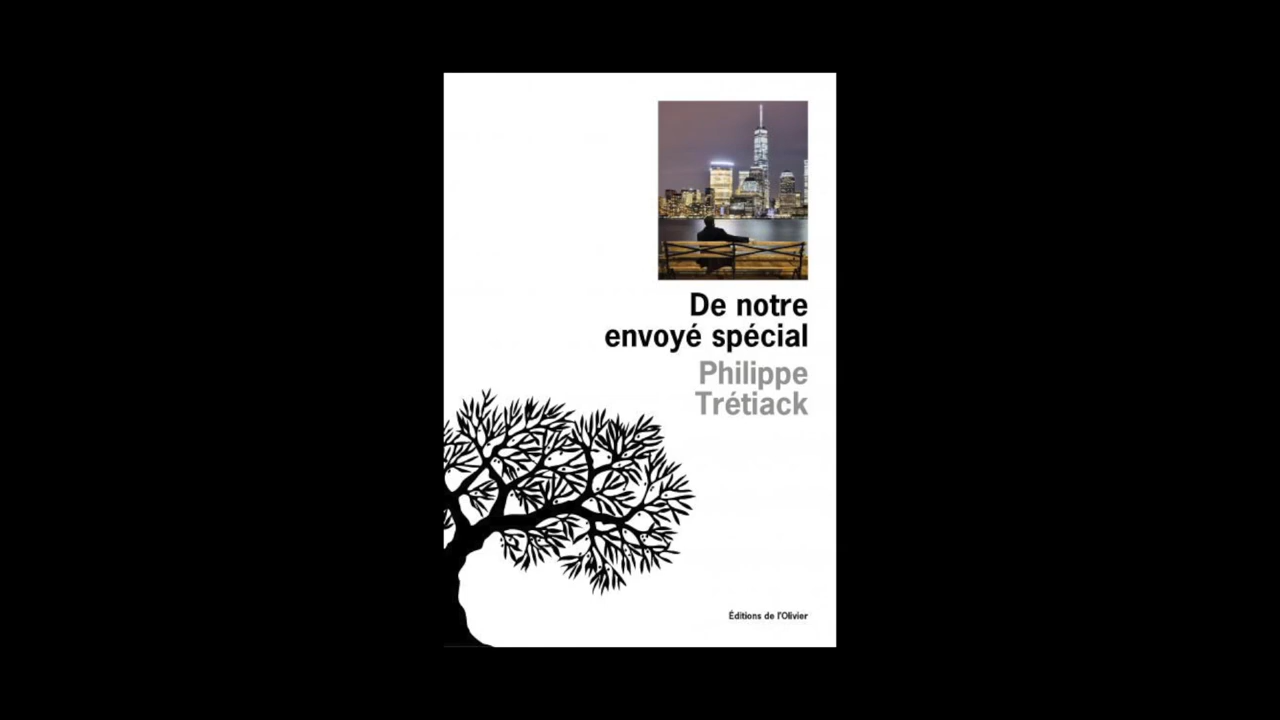 De notre
envoyé spécial
Philippe
Trétiack
Éditions de l'Olivier